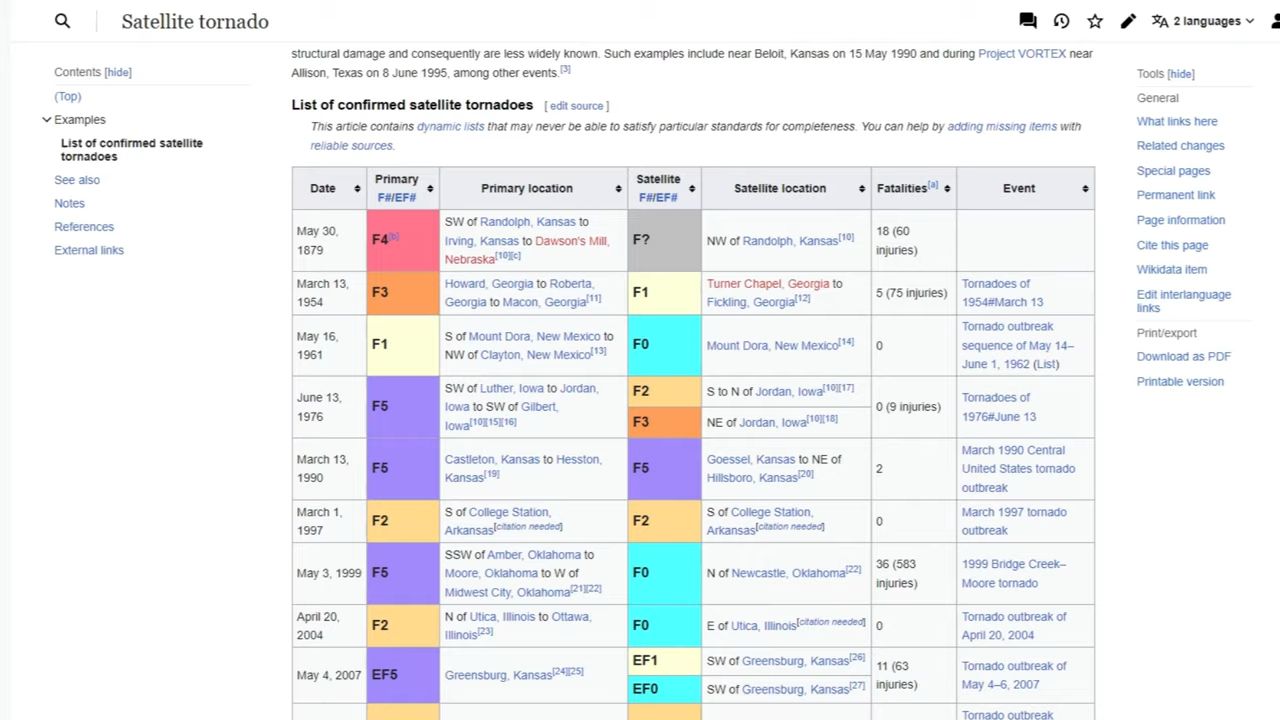 Satellite tornado
2 languages
structural damage and consequently are less widely known. Such examples include near Beloit, Kansas on 15 May 1990 and during Project VORTEX near
Allison, Texas on 8 June 1995, among other events.[3]
Contents [hide]
(Top)
Examples
List of confirmed satellite
tornadoes
See also
Notes
References
External links
List of confirmed satellite tornadoes [ edit source ]
This article contains dynamic lists that may never be able to satisfy particular standards for completeness. You can help by adding missing items with
reliable sources.
Date
Primary
F#/EF#
Primary location
Satellite
F#/EF#
Satellite location
Fatalities[a]
Event
May 30,
1879
F4[b]
SW of Randolph, Kansas to
Irving, Kansas to Dawson's Mill,
Nebraska[10][c]
F?
NW of Randolph, Kansas[10]
18 (60
injuries)
March 13,
1954
F3
Howard, Georgia to Roberta,
Georgia to Macon, Georgia[11]
F1
Turner Chapel, Georgia to
Fickling, Georgia[12]
5 (75 injuries)
Tornadoes of
1954#March 13
May 16,
1961
F1
S of Mount Dora, New Mexico to
NW of Clayton, New Mexico[13]
F0
Mount Dora, New Mexico[14]
0
Tornado outbreak
sequence of May 14–
June 1, 1962 (List)
June 13,
1976
F5
SW of Luther, Iowa to Jordan,
Iowa to SW of Gilbert,
Iowa[10][15][16]
F2
S to N of Jordan, Iowa[10][17]
F3
NE of Jordan, Iowa[10][18]
0 (9 injuries)
Tornadoes of
1976#June 13
March 13,
1990
F5
Castleton, Kansas to Hesston,
Kansas[19]
F5
Goessel, Kansas to NE of
Hillsboro, Kansas[20]
2
March 1990 Central
United States tornado
outbreak
March 1,
1997
F2
S of College Station,
Arkansas[citation needed]
F2
S of College Station,
Arkansas[citation needed]
0
March 1997 tornado
outbreak
May 3, 1999
F5
SSW of Amber, Oklahoma to
Moore, Oklahoma to W of
Midwest City, Oklahoma[21][22]
F0
N of Newcastle, Oklahoma[22]
36 (583
injuries)
1999 Bridge Creek–
Moore tornado
April 20,
2004
F2
N of Utica, Illinois to Ottawa,
Illinois[23]
F0
E of Utica, Illinois[citation needed]
0
Tornado outbreak of
April 20, 2004
May 4, 2007
EF5
Greensburg, Kansas[24][25]
EF1
SW of Greensburg, Kansas[26]
EF0
SW of Greensburg, Kansas[27]
11 (63
injuries)
Tornado outbreak of
May 4–6, 2007
Tornado outbreak
Tools [hide]
General
What links here
Related changes
Special pages
Permanent link
Page information
Cite this page
Wikidata item
Edit interlanguage
links
Print/export
Download as PDF
Printable version